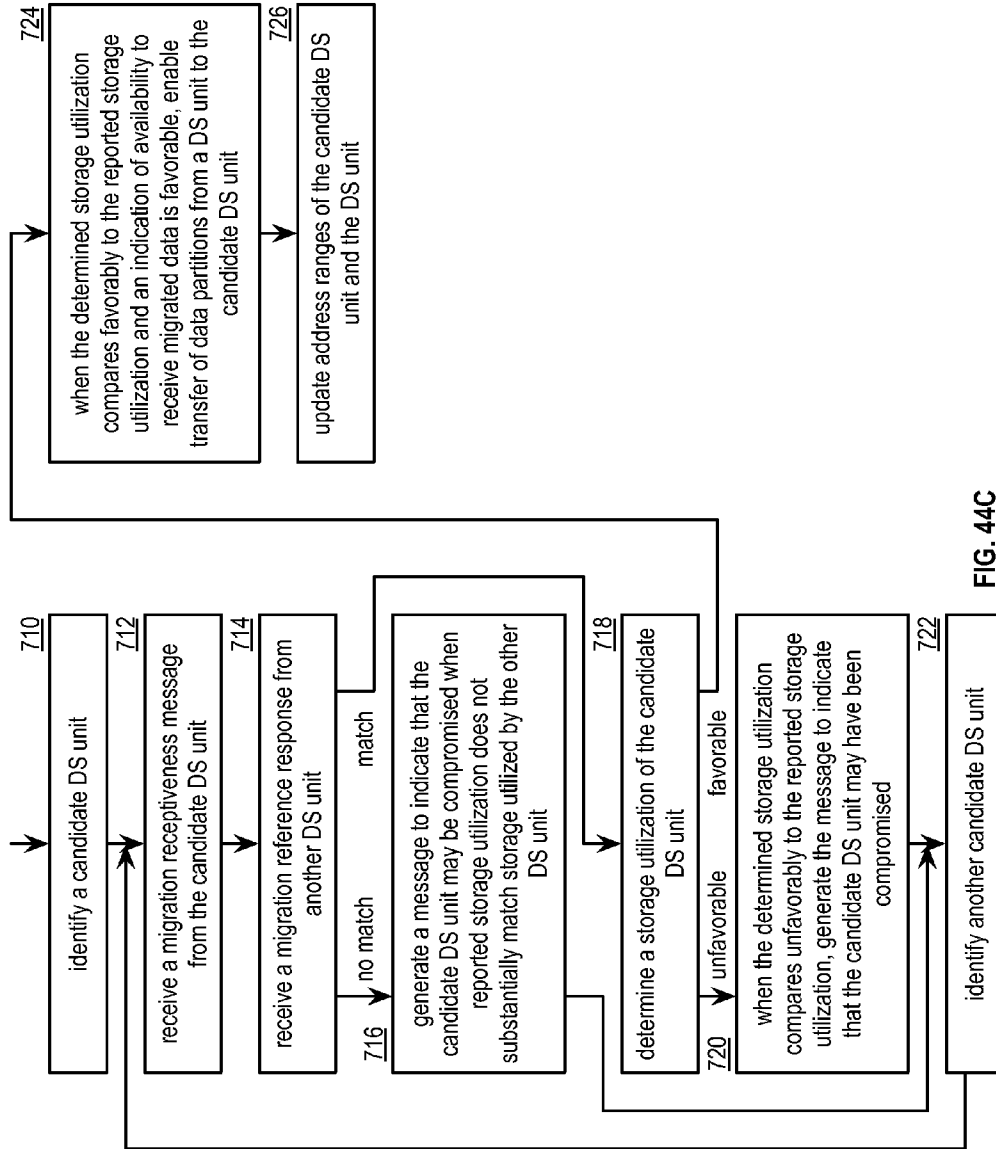 710
identify a candidate DS unit
712
receive a migration receptiveness message
from the candidate DS unit
714
receive a migration reference response from
another DS unit
no match
match
716
generate a message to indicate that the
candidate DS unit may be compromised when
reported storage utilization does not
substantially match storage utilized by the other
DS unit
718
determine a storage utilization of the candidate
DS unit
unfavorable
favorable
720
when the determined storage utilization
compares unfavorably to the reported storage
utilization, generate the message to indicate
that the candidate DS unit may have been
compromised
722
identify another candidate DS unit
724
when the determined storage utilization
compares favorably to the reported storage
utilization and an indication of availability to
receive migrated data is favorable, enable
transfer of data partitions from a DS unit to the
candidate DS unit
726
update address ranges of the candidate DS
unit and the DS unit
FIG. 44C